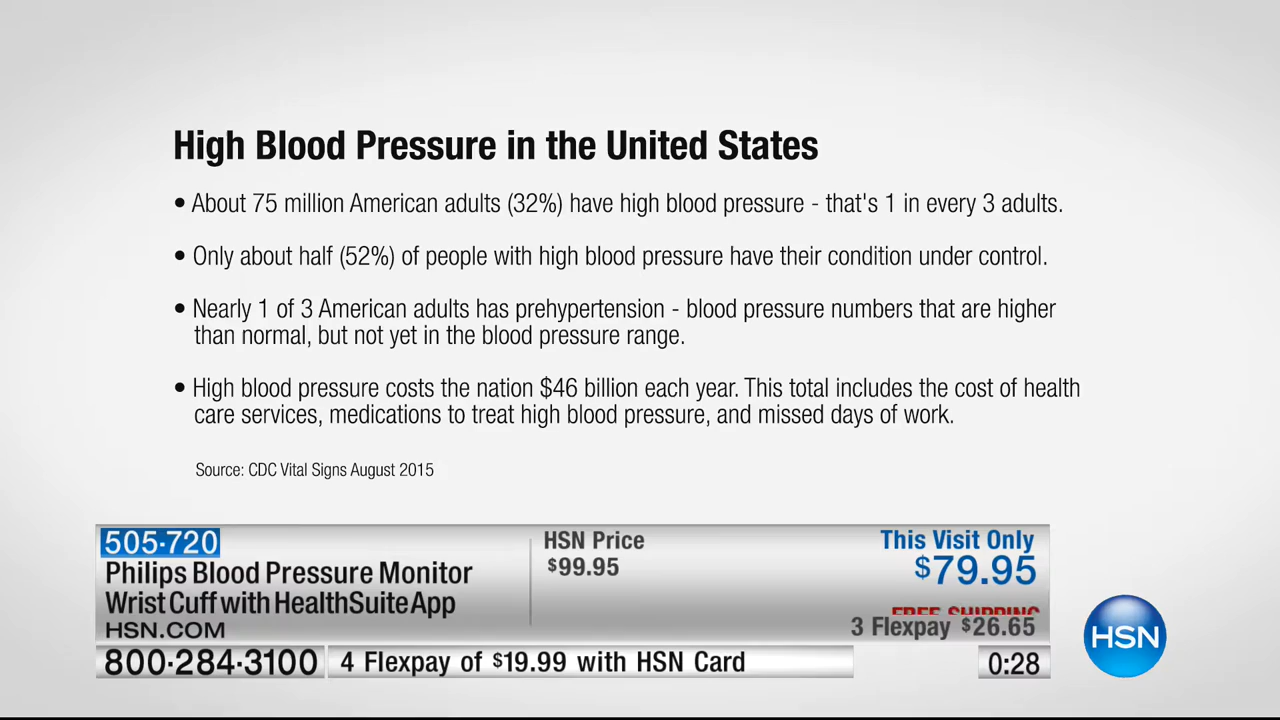 High Blood Pressure in the United States
• About 75 million American adults (32%) have high blood pressure - that's 1 in every 3 adults.
• Only about half (52%) of people with high blood pressure have their condition under control.
• Nearly 1 of 3 American adults has prehypertension - blood pressure numbers that are higher
than normal, but not yet in the blood pressure range.
• High blood pressure costs the nation $46 billion each year. This total includes the cost of health
care services, medications to treat high blood pressure, and missed days of work.
Source: CDC Vital Signs August 2015
505·720
Philips Blood Pressure Monitor
Wrist Cuff with HealthSuite App
HSN.COM
HSN Price
$99.95
This Visit Only
$79.95
FREE SHIPPING
3 Flexpay $26.65
HSN
800·284·3100
4 Flexpay of $19.99 with HSN Card
0:28